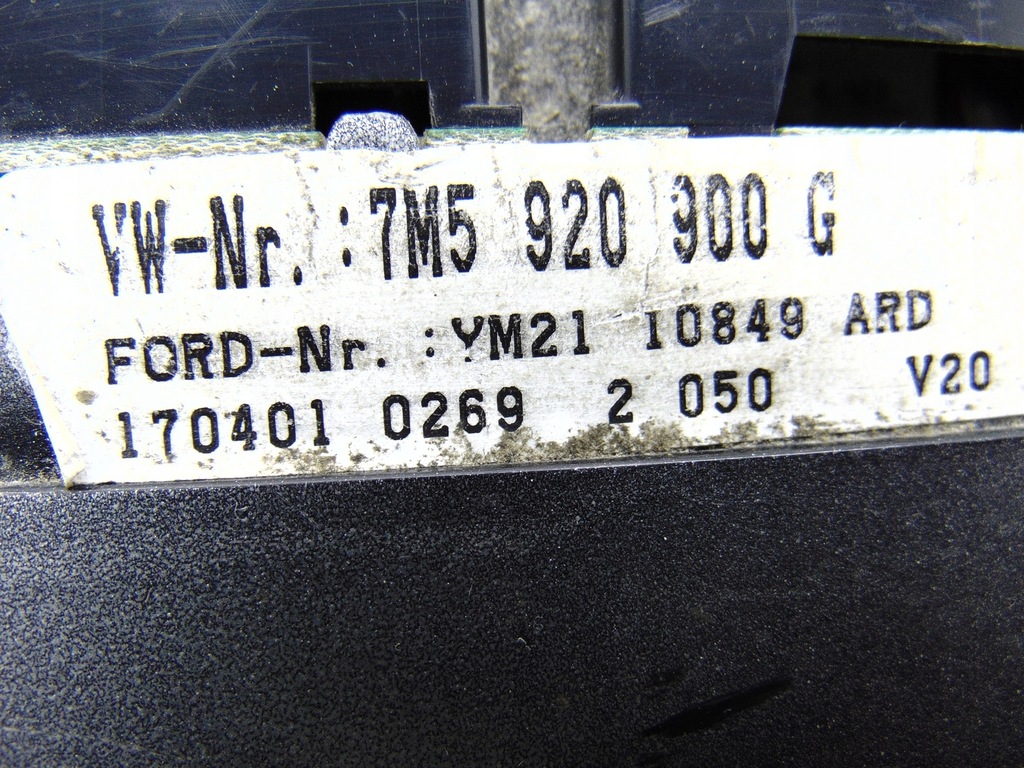 VW-Nr. :7M5 920 900 G
FORD-Nr. :YM21 10849 ARD
170401 0269 2 050 V20